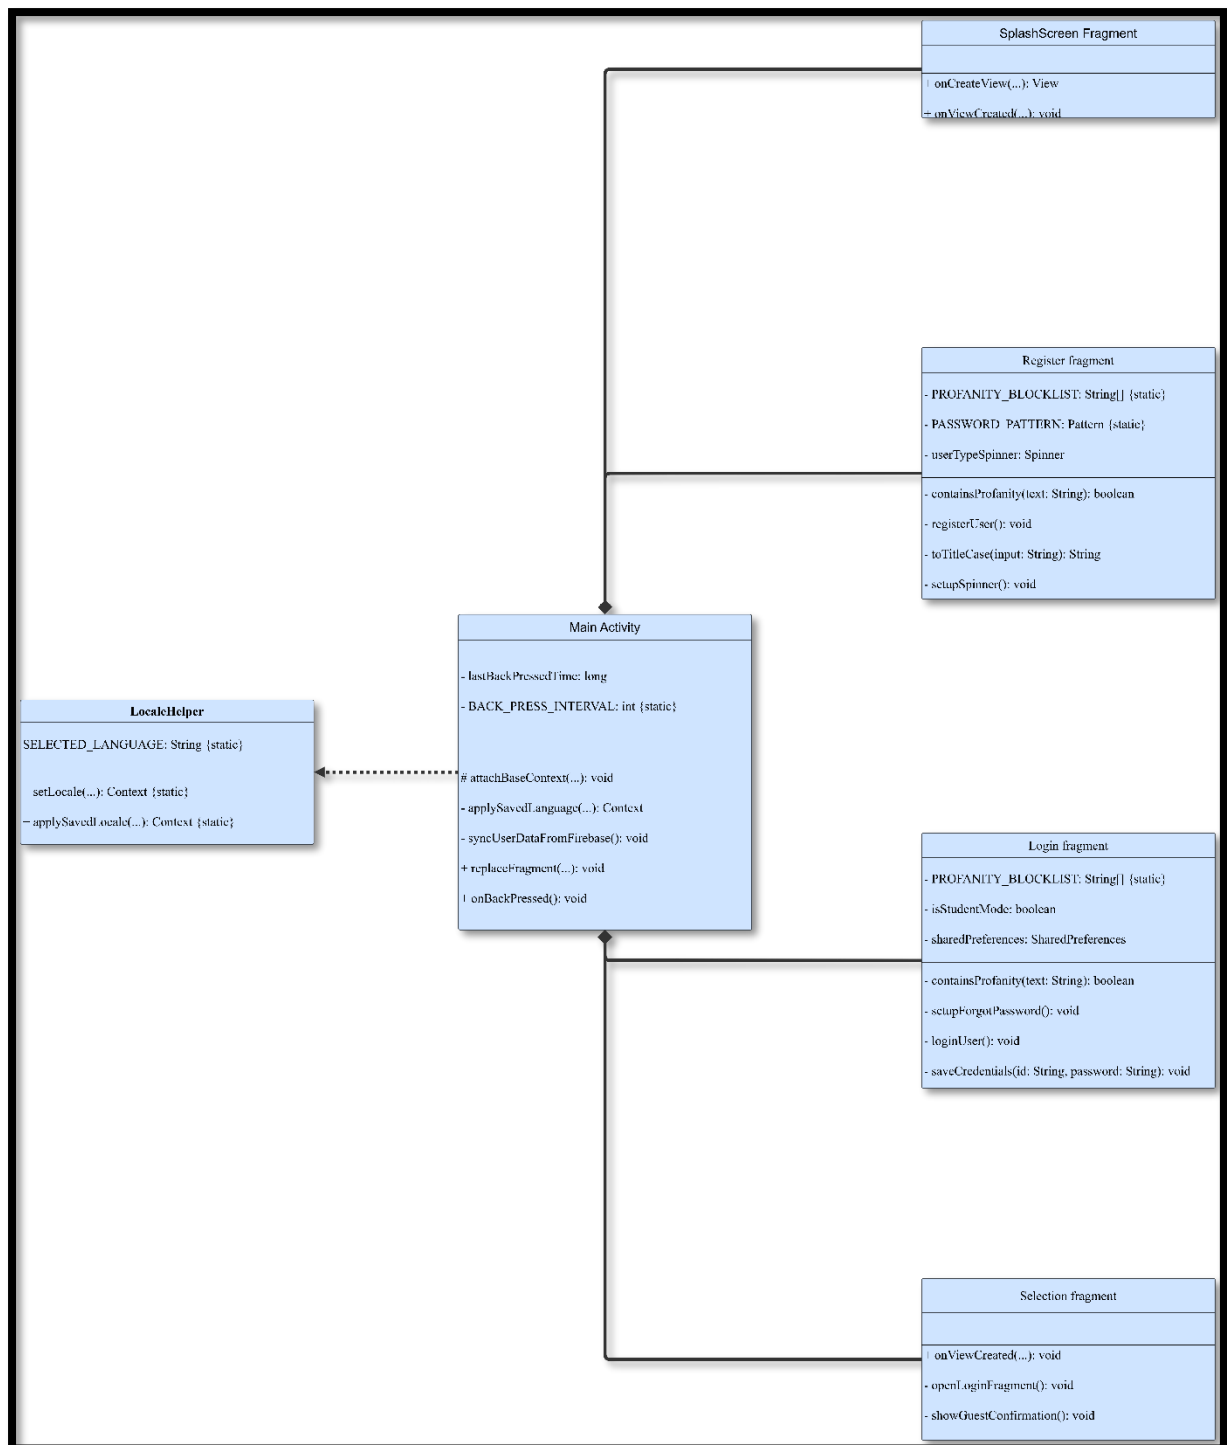 SplashScreen Fragment
+ onCreateView(...): View
+ onViewCreated(...): void
Register fragment
- PROFANITY_BLOCKLIST: String[] {static}
- PASSWORD_PATTERN: Pattern {static}
- userTypeSpinner: Spinner
- containsProfanity(text: String): boolean
- registerUser(): void
- toTitleCase(input: String): String
- setupSpinner(): void
Main Activity
- lastBackPressedTime: long
- BACK_PRESS_INTERVAL: int {static}
# attachBaseContext(...): void
- applySavedLanguage(...): Context
- syncUserDataFromFirebase(): void
+ replaceFragment(...): void
+ onBackPressed(): void
LocaleHelper
SELECTED_LANGUAGE: String {static}
setLocale(...): Context {static}
+ applySavedLocale(...): Context {static}
Login fragment
- PROFANITY_BLOCKLIST: String[] {static}
- isStudentMode: boolean
- sharedPreferences: SharedPreferences
- containsProfanity(text: String): boolean
- setupForgotPassword(): void
- loginUser(): void
- saveCredentials(id: String, password: String): void
Selection fragment
+ onViewCreated(...): void
- openLoginFragment(): void
- showGuestConfirmation(): void